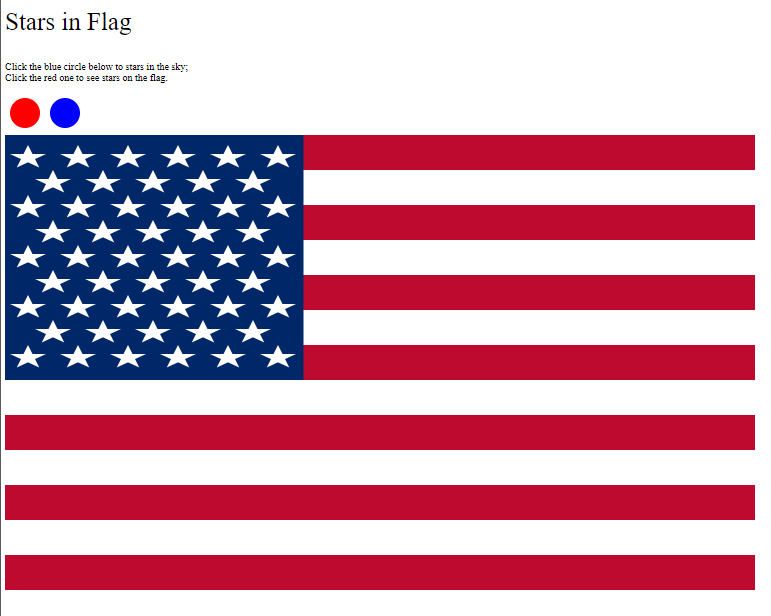 Stars in Flag
Click the blue circle below to stars in the sky;
Click the red one to see stars on the flag.